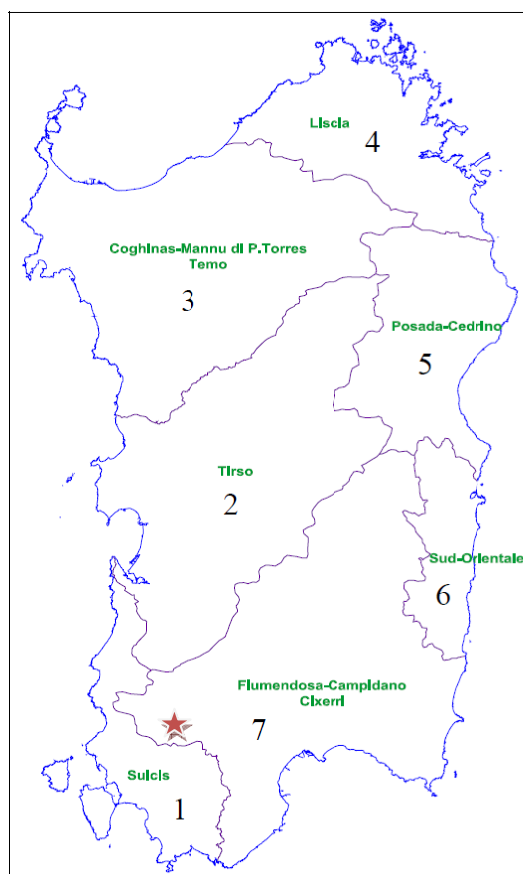 Liscia
4
Coghinas-Mannu di P.Torres
Temo
3
Posada-Cedrino
5
Tirso
2
Sud-Orientale
6
Flumendosa-Campidano
Cixerri
7
Sulcis
1